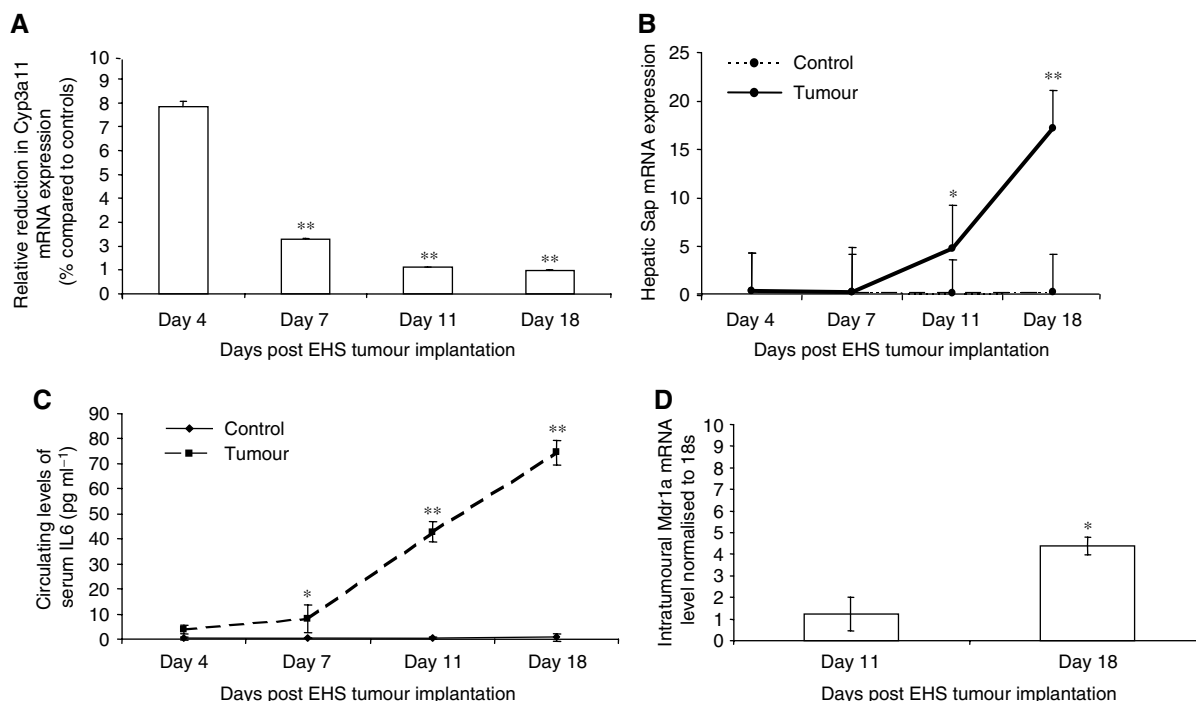 A
Relative reduction in Cyp3a11
mRNA expression
(% compared to controls)
10
9
8
7
6
5
2
3
1
0
**
**
**
Day 4 Day 7 Day 11 Day 18
Days post EHS tumour implantation
B
Hepatic Sap mRNA expression
25
20
15
10
5
0
Control
Tumour
*
**
Day 4 Day 7 Day 11 Day 18
Days post EHS tumour implantation
C
Circulating levels of
serum IL6 (pg ml⁻¹)
90
80
70
60
50
40
30
20
10
0
Control
Tumour
*
**
**
Day 4 Day 7 Day 11 Day 18
Days post EHS tumour implantation
D
Intratumoural Mdr1a mRNA
level normalised to 18s
10
9
8
7
6
5
4
3
2
1
0
*
Day 11 Day 18
Days post EHS tumour implantation